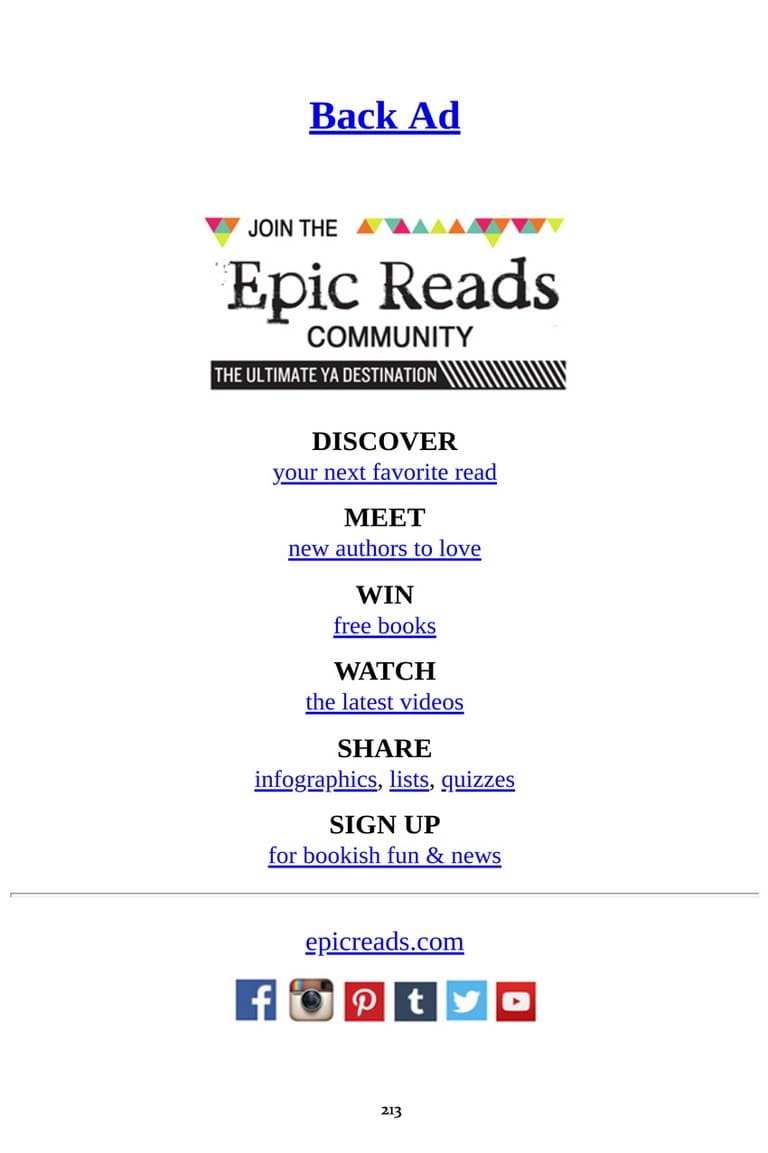 Back Ad
JOIN THE
Epic Reads
COMMUNITY
THE ULTIMATE YA DESTINATION
DISCOVER
your next favorite read
MEET
new authors to love
WIN
free books
WATCH
the latest videos
SHARE
infographics, lists, quizzes
SIGN UP
for bookish fun & news
epicreads.com
213